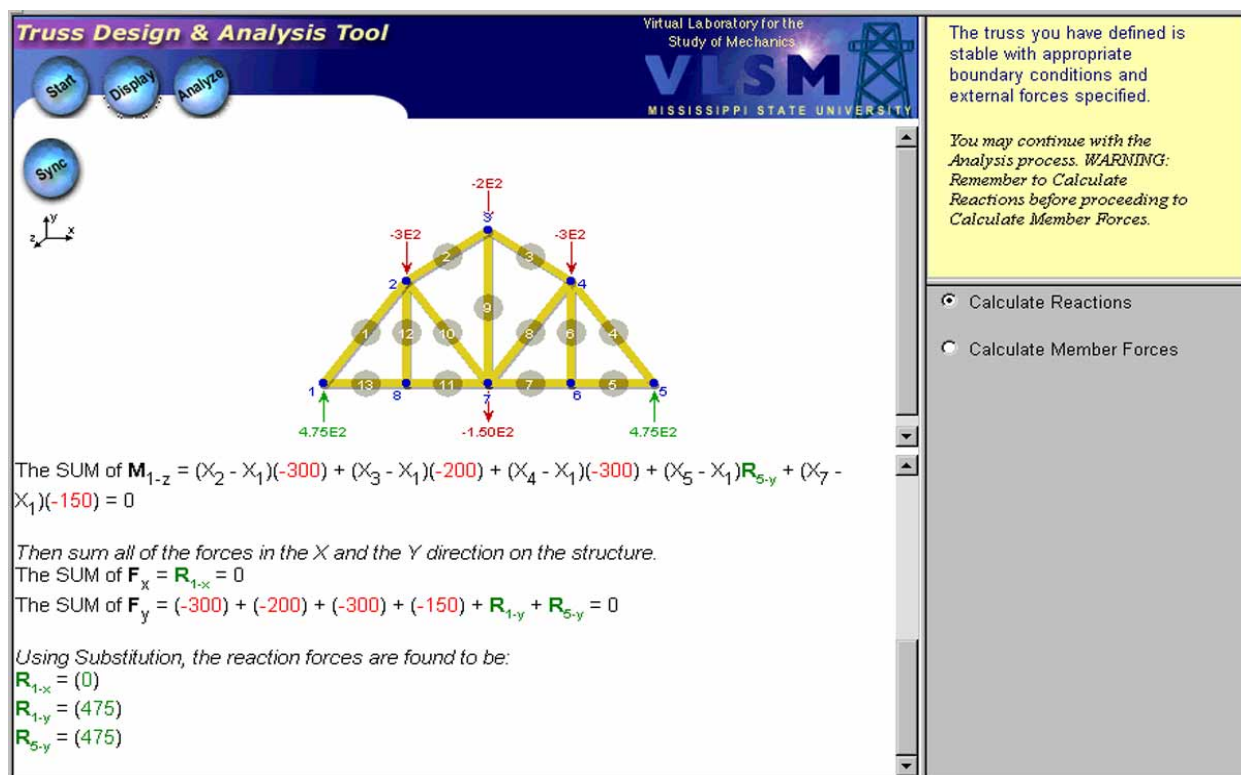 Truss Design & Analysis Tool
Start
Display
Analyze
Virtual Laboratory for the
Study of Mechanics
VLSM
MISSISSIPPI STATE UNIVERSITY
The truss you have defined is
stable with appropriate
boundary conditions and
external forces specified.
You may continue with the
Analysis process. WARNING:
Remember to Calculate
Reactions before proceeding to
Calculate Member Forces.
Sync
y
z x
-2E2
3
-3E2 -3E2
2 3
2 4
9
1 12 10 8 6 4
13 11 7 5
1 8 7 6 5
4.75E2 -1.50E2 4.75E2
Calculate Reactions
Calculate Member Forces
The SUM of M1-z = (X2 - X1)(-300) + (X3 - X1)(-200) + (X4 - X1)(-300) + (X5 - X1)R5-y + (X7 -
X1)(-150) = 0
Then sum all of the forces in the X and the Y direction on the structure.
The SUM of Fx = R1-x = 0
The SUM of Fy = (-300) + (-200) + (-300) + (-150) + R1-y + R5-y = 0
Using Substitution, the reaction forces are found to be:
R1-x = (0)
R1-y = (475)
R5-y = (475)